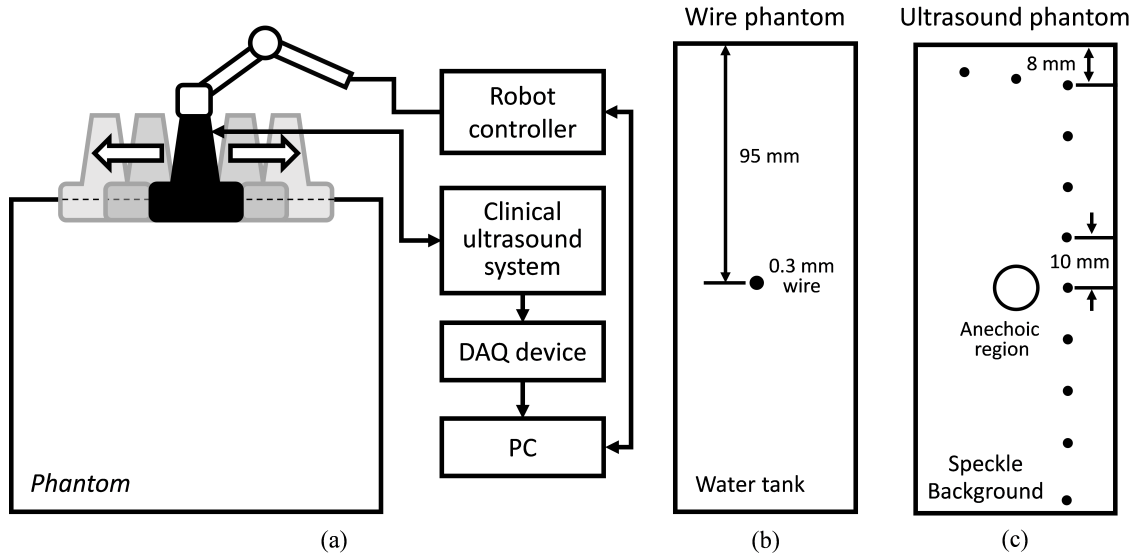 Robot
controller
Clinical
ultrasound
system
DAQ device
PC
Phantom
(a)
Wire phantom
95 mm
0.3 mm
wire
Water tank
(b)
Ultrasound phantom
8 mm
10 mm
Anechoic
region
Speckle
Background
(c)